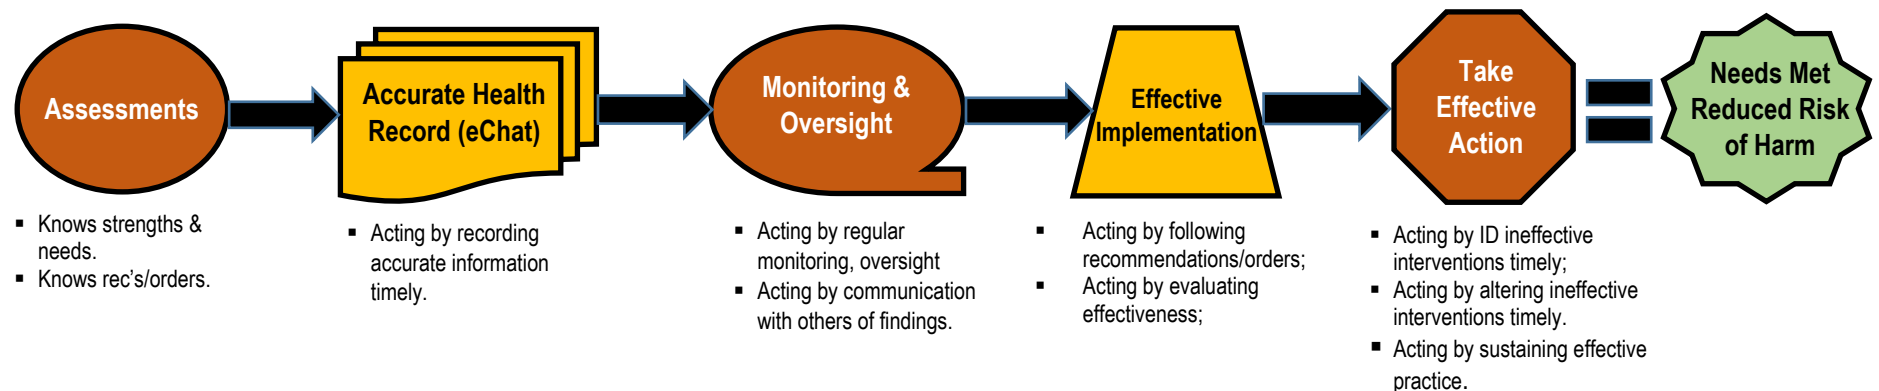 Assessments
Accurate Health
Record (eChat)
Monitoring &
Oversight
Effective
Implementation
Take
Effective
Action
Needs Met
Reduced Risk
of Harm
▪ Knows strengths &
needs.
▪ Knows rec's/orders.
▪ Acting by recording
accurate information
timely.
▪ Acting by regular
monitoring, oversight
▪ Acting by communication
with others of findings.
▪ Acting by following
recommendations/orders;
▪ Acting by evaluating
effectiveness;
▪ Acting by ID ineffective
interventions timely;
▪ Acting by altering ineffective
interventions timely.
▪ Acting by sustaining effective
practice.